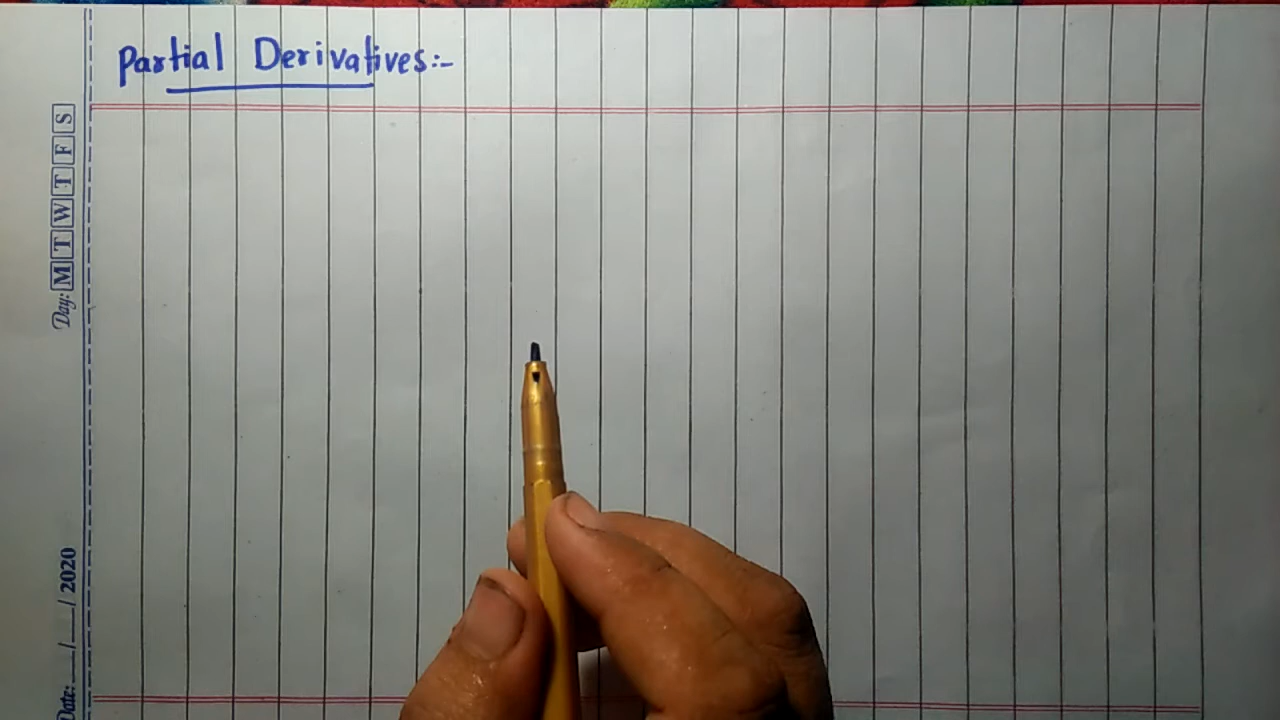 Partial Derivatives:-
Day: M T W T F S
Date: ___/___/ 2020